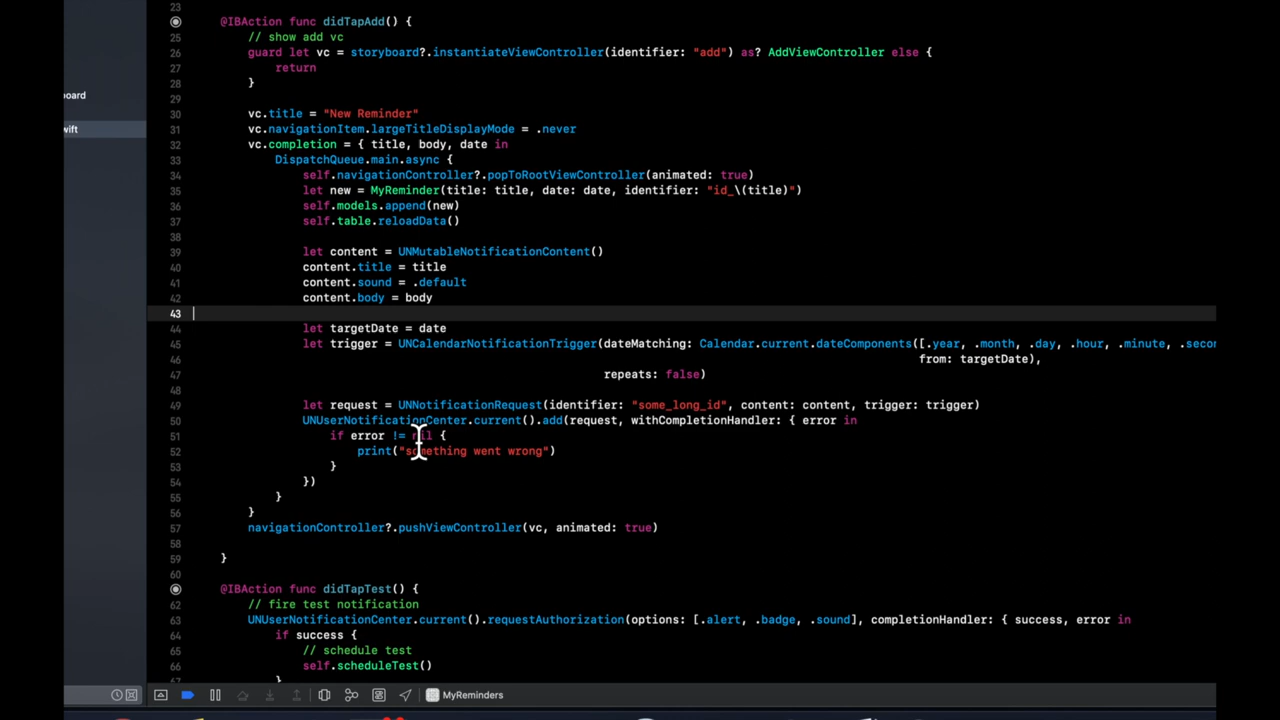 23
@IBAction func didTapAdd() {
25 // show add vc
26 guard let vc = storyboard?.instantiateViewController(identifier: "add") as? AddViewController else {
27 return
28 }
29
30 vc.title = "New Reminder"
31 vc.navigationItem.largeTitleDisplayMode = .never
32 vc.completion = { title, body, date in
33 DispatchQueue.main.async {
34 self.navigationController?.popToRootViewController(animated: true)
35 let new = MyReminder(title: title, date: date, identifier: "id_\(title)")
36 self.models.append(new)
37 self.table.reloadData()
38
39 let content = UNMutableNotificationContent()
40 content.title = title
41 content.sound = .default
42 content.body = body
43
44 let targetDate = date
45 let trigger = UNCalendarNotificationTrigger(dateMatching: Calendar.current.dateComponents([.year, .month, .day, .hour, .minute, .secon
46 from: targetDate),
47 repeats: false)
48
49 let request = UNNotificationRequest(identifier: "some_long_id", content: content, trigger: trigger)
50 UNUserNotificationCenter.current().add(request, withCompletionHandler: { error in
51 if error != nil {
52 print("something went wrong")
53 }
54 })
55 }
56 }
57 navigationController?.pushViewController(vc, animated: true)
58
59 }
60
@IBAction func didTapTest() {
62 // fire test notification
63 UNUserNotificationCenter.current().requestAuthorization(options: [.alert, .badge, .sound], completionHandler: { success, error in
64 if success {
65 // schedule test
66 self.scheduleTest()
67 }
board
wift
MyReminders